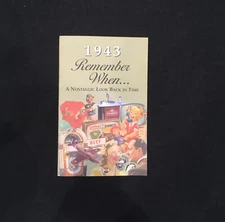 1943
Remember
When...
A Nostalgic Look Back in Time